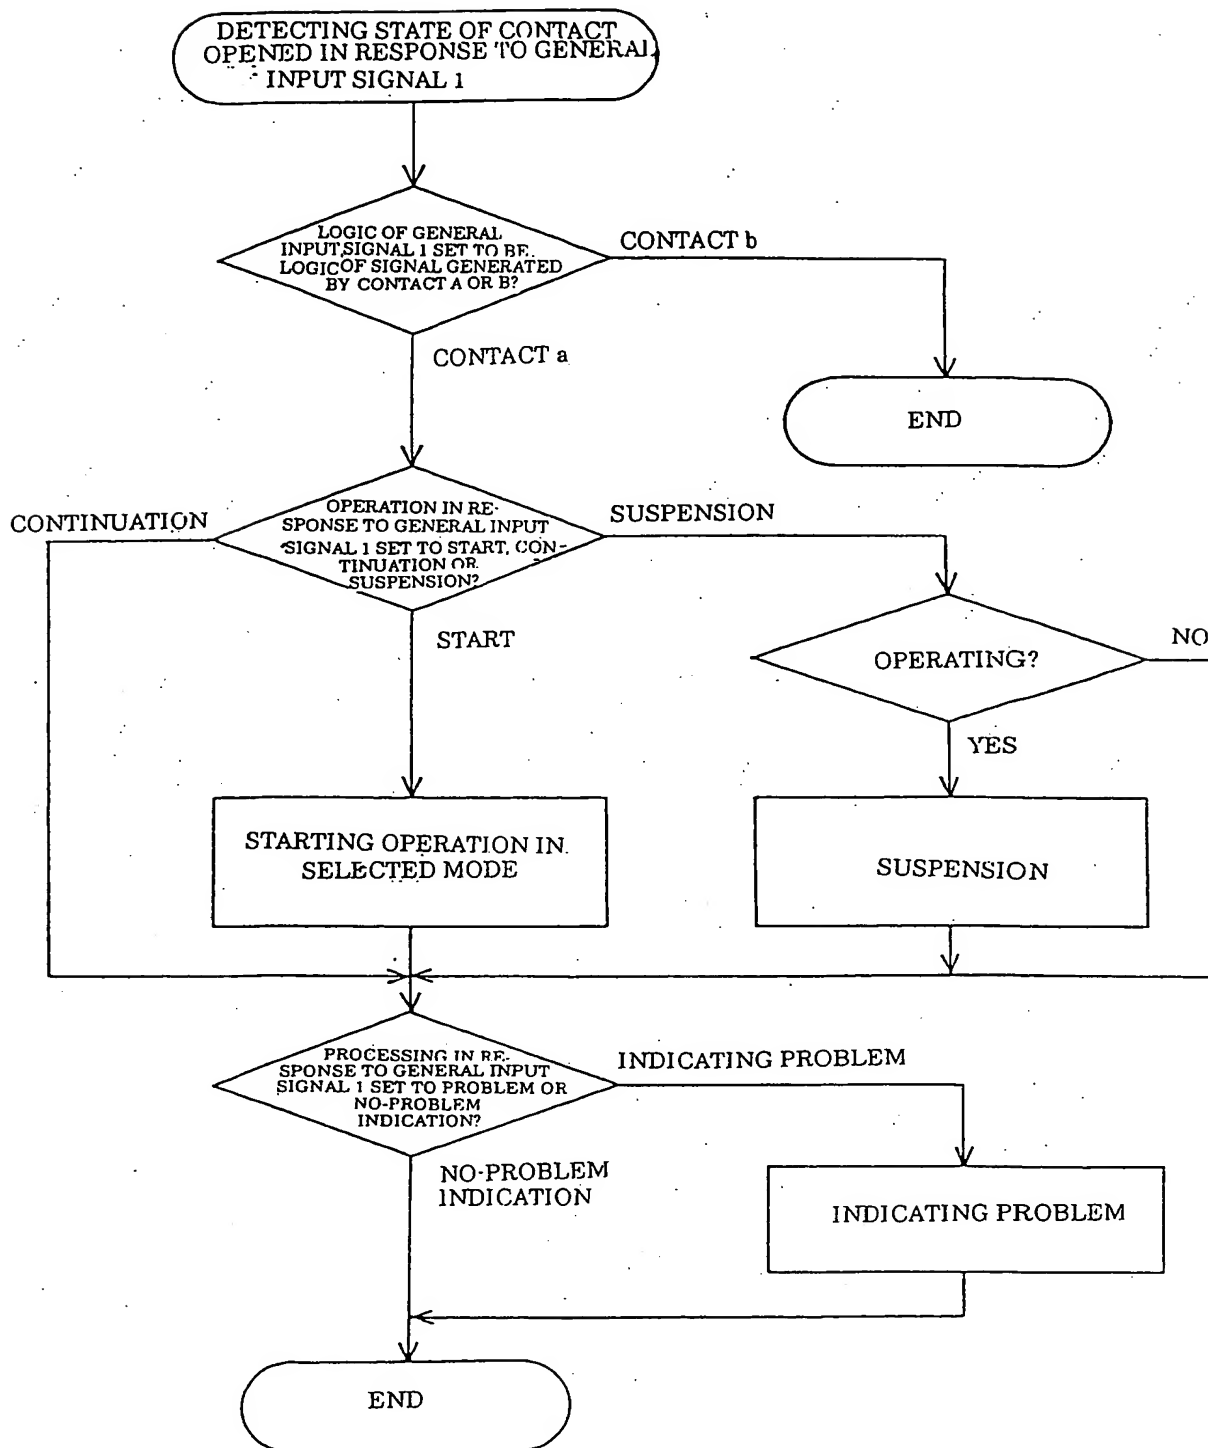 DETECTING STATE OF CONTACT
OPENED IN RESPONSE TO GENERAL
INPUT SIGNAL 1
LOGIC OF GENERAL
INPUT SIGNAL 1 SET TO BE
LOGIC OF SIGNAL GENERATED
BY CONTACT A OR B?
CONTACT b
CONTACT a
END
OPERATION IN RE-
SPONSE TO GENERAL INPUT
SIGNAL 1 SET TO START, CON-
TINUATION OR
SUSPENSION?
CONTINUATION
SUSPENSION
START
OPERATING?
NO
YES
STARTING OPERATION IN
SELECTED MODE
SUSPENSION
PROCESSING IN RE-
SPONSE TO GENERAL INPUT
SIGNAL 1 SET TO PROBLEM OR
NO-PROBLEM
INDICATION?
INDICATING PROBLEM
NO-PROBLEM
INDICATION
INDICATING PROBLEM
END